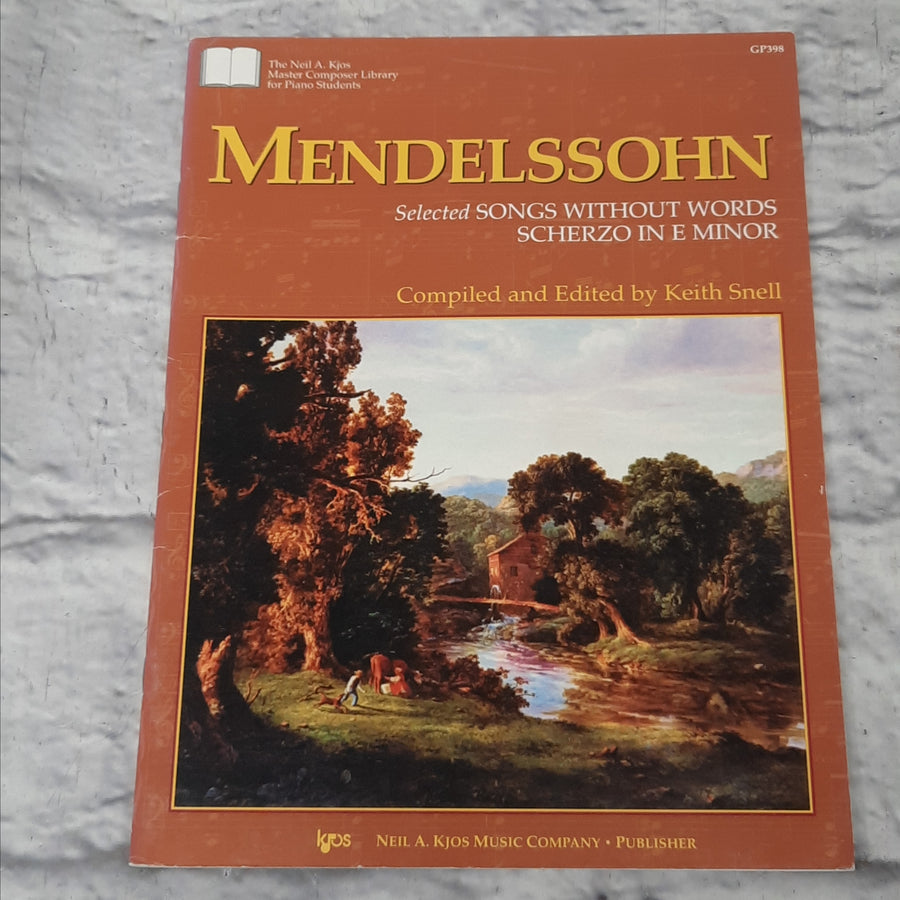 The Neil A. Kjos
Master Composer Library
for Piano Students
GP398
MENDELSSOHN
Selected SONGS WITHOUT WORDS
SCHERZO IN E MINOR
Compiled and Edited by Keith Snell
KJOS
NEIL A. KJOS MUSIC COMPANY • PUBLISHER